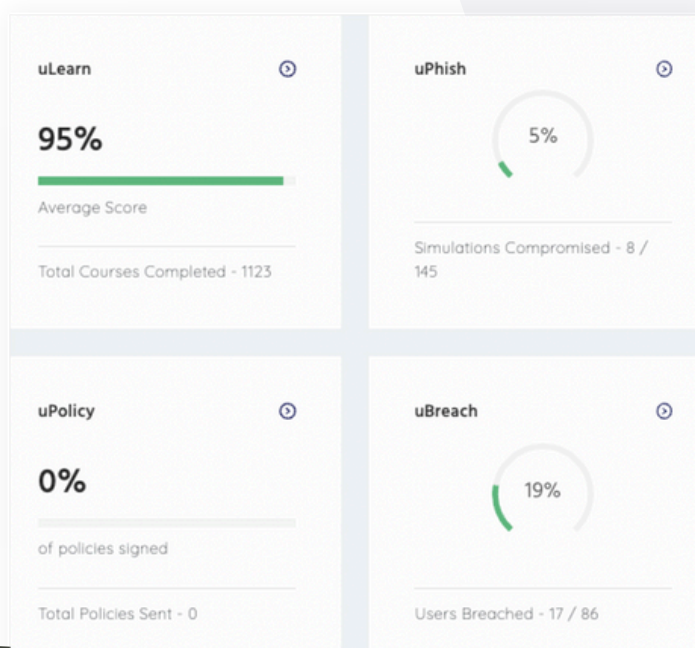 uLearn
95%
Average Score
Total Courses Completed - 1123
uPhish
5%
Simulations Compromised - 8 /
145
uPolicy
0%
of policies signed
Total Policies Sent - 0
uBreach
19%
Users Breached - 17 / 86